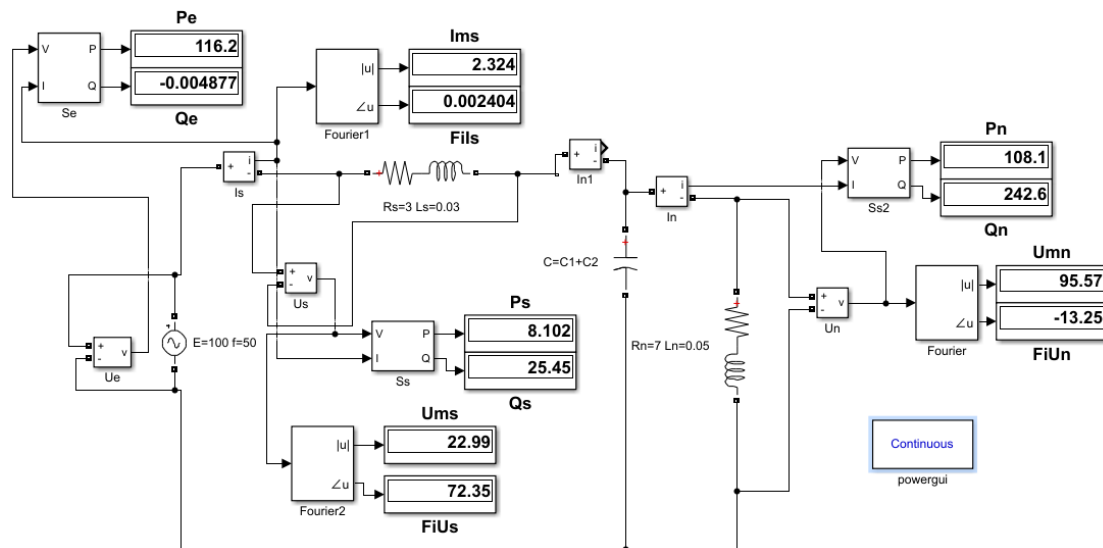 Pe
V P 116.2
I Q -0.004877
Se
Qe
Ims
|u| 2.324
∠u 0.002404
Fourier1
FiIs
+ i
-
Is
+
Rs=3 Ls=0.03
+ i
-
In1
+
C=C1+C2
+ i
-
In
Pn
V P 108.1
I Q 242.6
Ss2
Qn
+
- v
Us
+
E=100 f=50
+
- v
Ue
Ps
V P 8.102
I Q 25.45
Ss
Qs
+
Rn=7 Ln=0.05
+
- v
Un
Umn
|u| 95.57
∠u -13.25
Fourier
FiUn
Ums
|u| 22.99
∠u 72.35
Fourier2
FiUs
Continuous
powergui